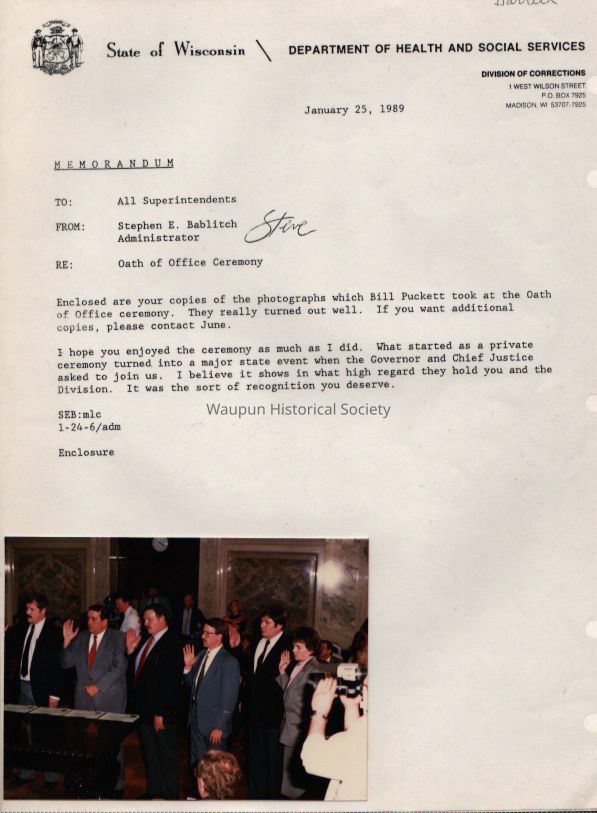 State of Wisconsin \ DEPARTMENT OF HEALTH AND SOCIAL SERVICES
DIVISION OF CORRECTIONS
1 WEST WILSON STREET
P.O. BOX 7925
MADISON, WI 53707-7925
January 25, 1989
MEMORANDUM
TO: All Superintendents
FROM: Stephen E. Bablitch Steve
Administrator
RE: Oath of Office Ceremony
Enclosed are your copies of the photographs which Bill Puckett took at the Oath
of Office ceremony. They really turned out well. If you want additional
copies, please contact June.
I hope you enjoyed the ceremony as much as I did. What started as a private
ceremony turned into a major state event when the Governor and Chief Justice
asked to join us. I believe it shows in what high regard they hold you and the
Division. It was the sort of recognition you deserve.
Waupun Historical Society
SEB:mlc
1-24-6/adm
Enclosure